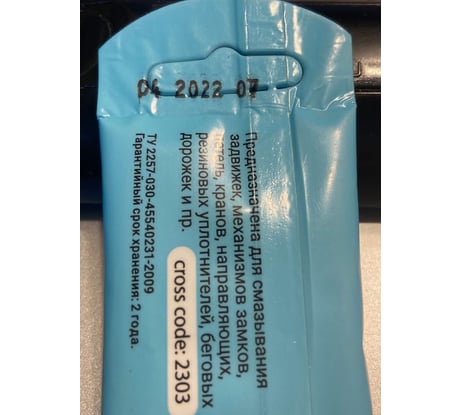 04 2022 07
Предназначена для смазывания
задвижек, механизмов замков,
петель, кранов, направляющих,
резиновых уплотнителей, беговых
дорожек и пр.
cross code: 2303
ТУ 2257-030-45540231-2009
Гарантийный срок хранения: 2 года.